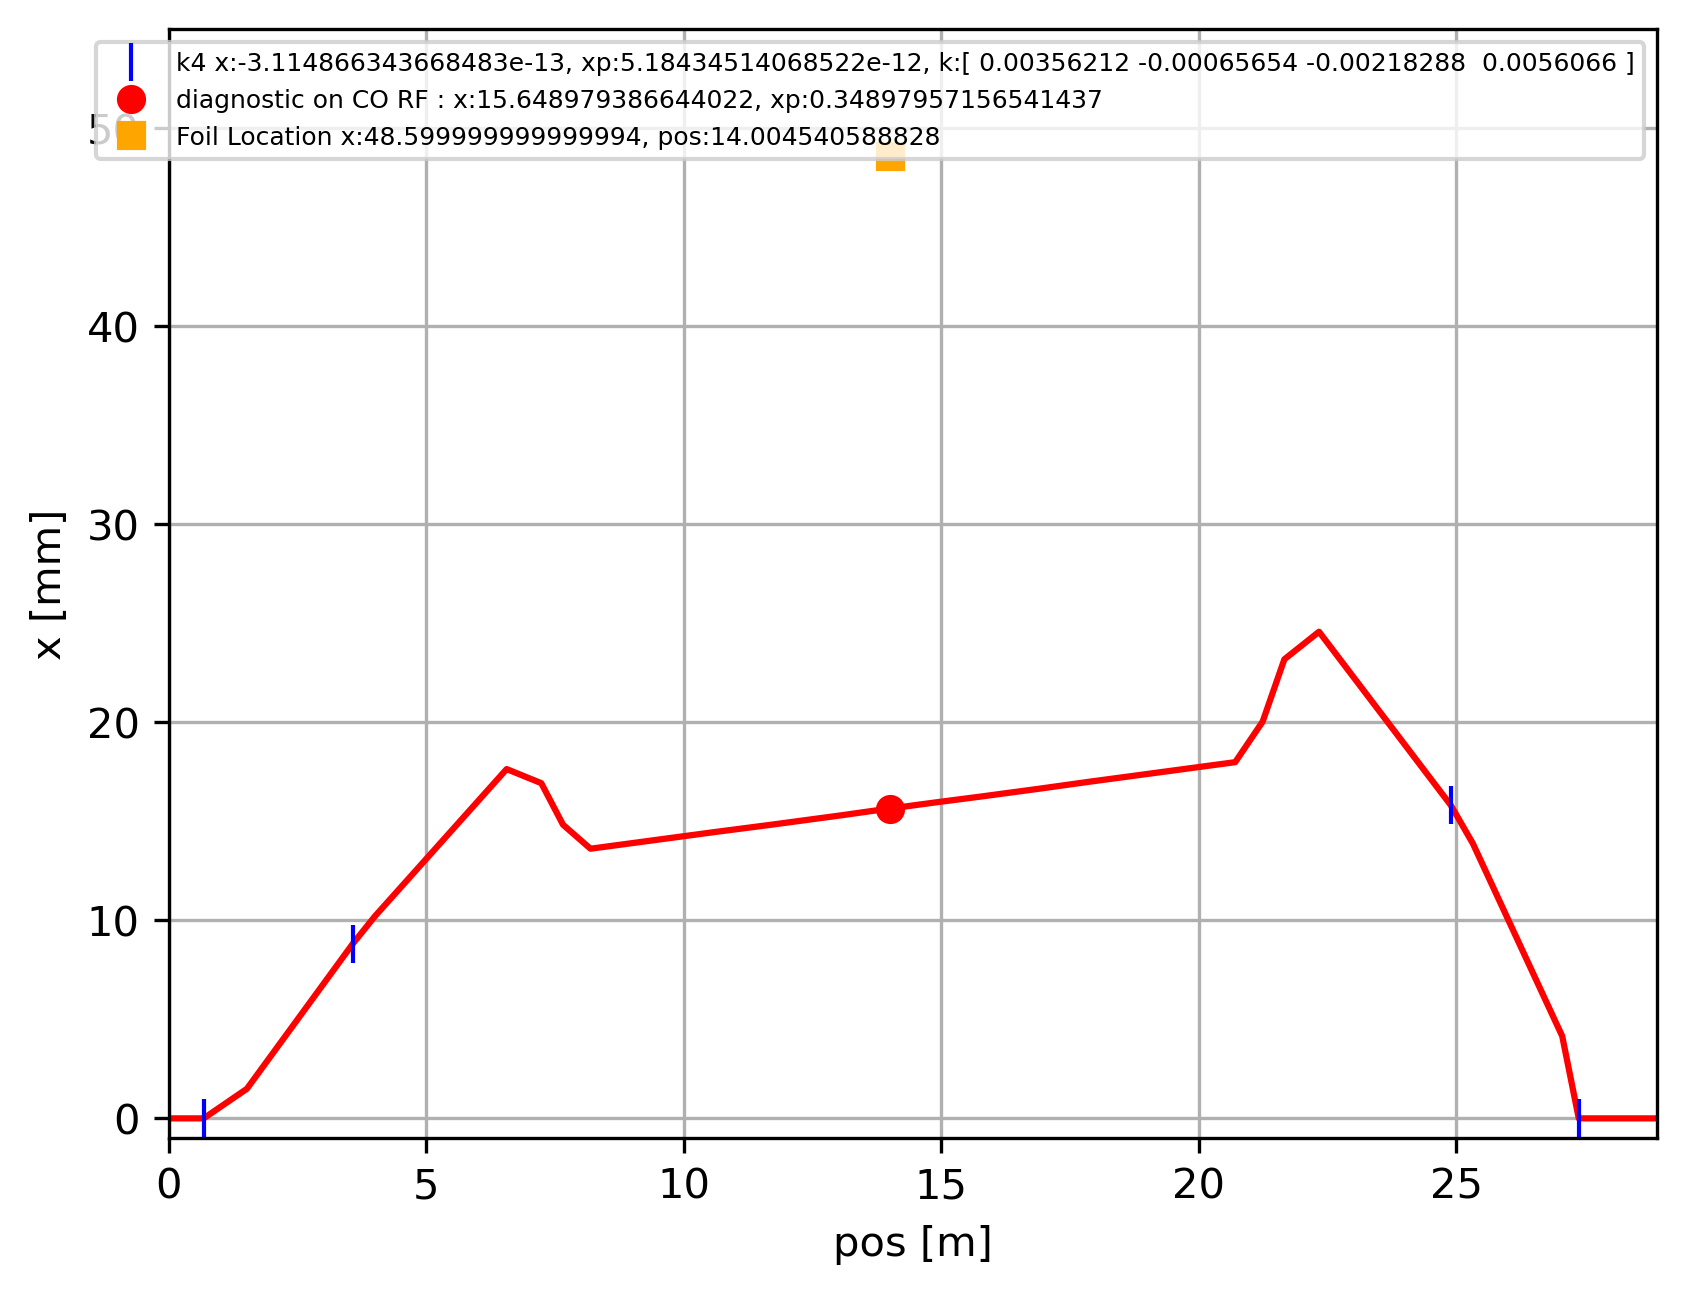 k4 x:-3.114866343668483e-13, xp:5.18434514068522e-12, k:[ 0.00356212 -0.00065654 -0.00218288  0.0056066 ]
diagnostic on CO RF : x:15.648979386644022, xp:0.34897957156541437
Foil Location x:48.599999999999994, pos:14.004540588828
50
40
30
20
10
0
x [mm]
0 5 10 15 20 25
pos [m]